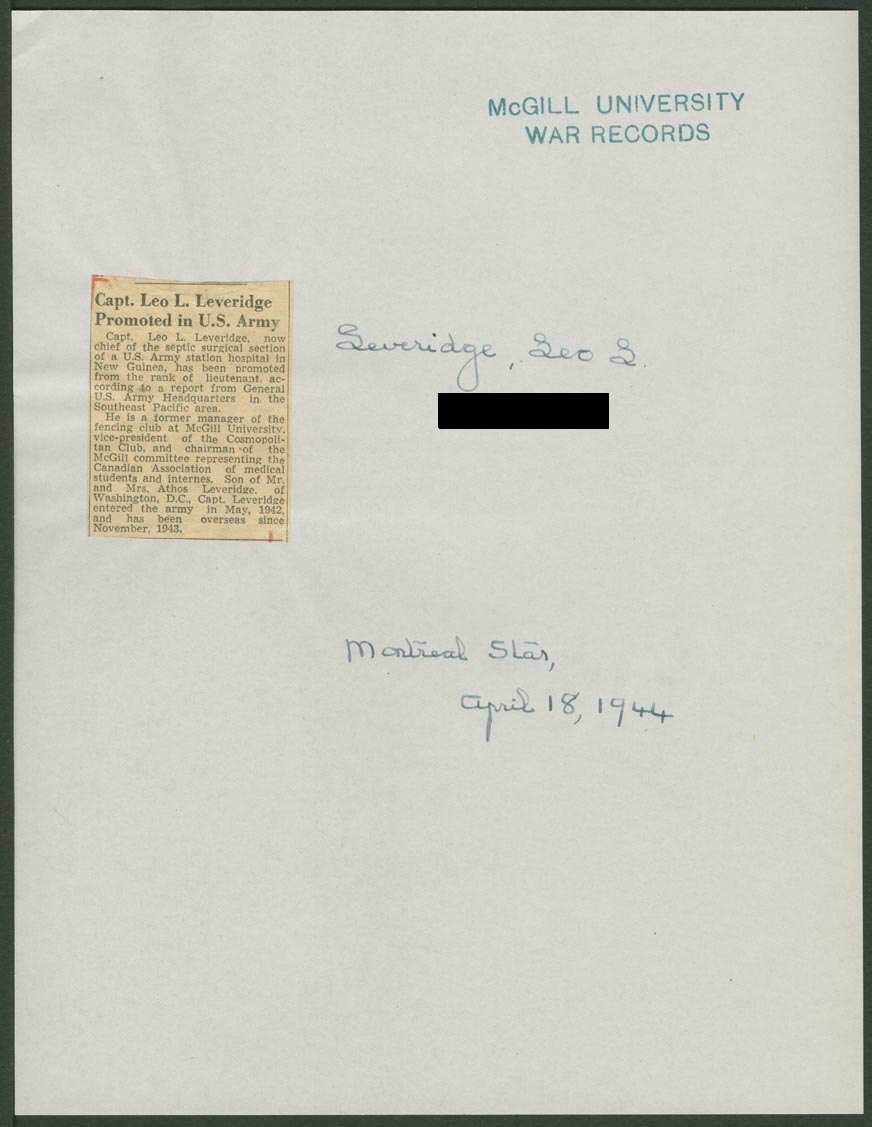 McGILL UNIVERSITY
WAR RECORDS
Capt. Leo L. Leveridge
Promoted in U.S. Army
Capt. Leo L. Leveridge, now
chief of the septic surgical section
of a U.S. Army station hospital in
New Guinea, has been promoted
from the rank of lieutenant, ac-
cording to a report from General
U.S. Army Headquarters in the
Southeast Pacific area.
He is a former manager of the
fencing club at McGill University,
vice-president of the Cosmopoli-
tan Club, and chairman of the
McGill committee representing the
Canadian Association of medical
students and internes. Son of Mr.
and Mrs. Athos Leveridge, of
Washington, D.C., Capt. Leveridge
entered the army in May, 1942,
and has been overseas since
November, 1943.
Leveridge, Leo L.
Montreal Star,
April 18, 1944